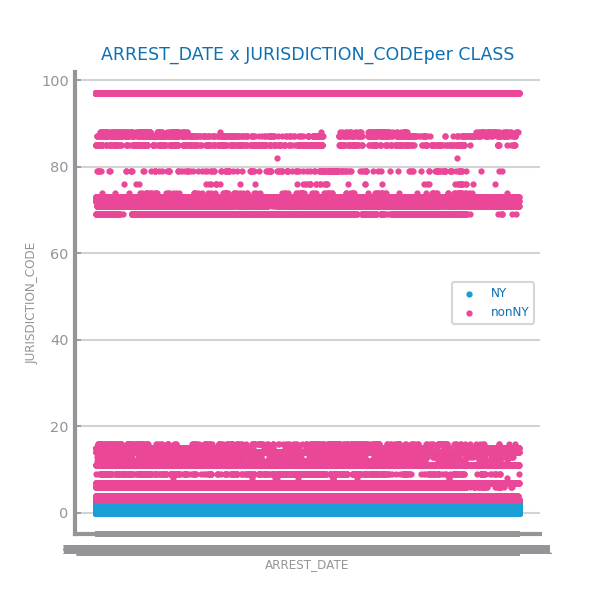 ARREST_DATE x JURISDICTION_CODEper CLASS
100
80
60
40
20
0
JURISDICTION_CODE
NY
nonNY
ARREST_DATE